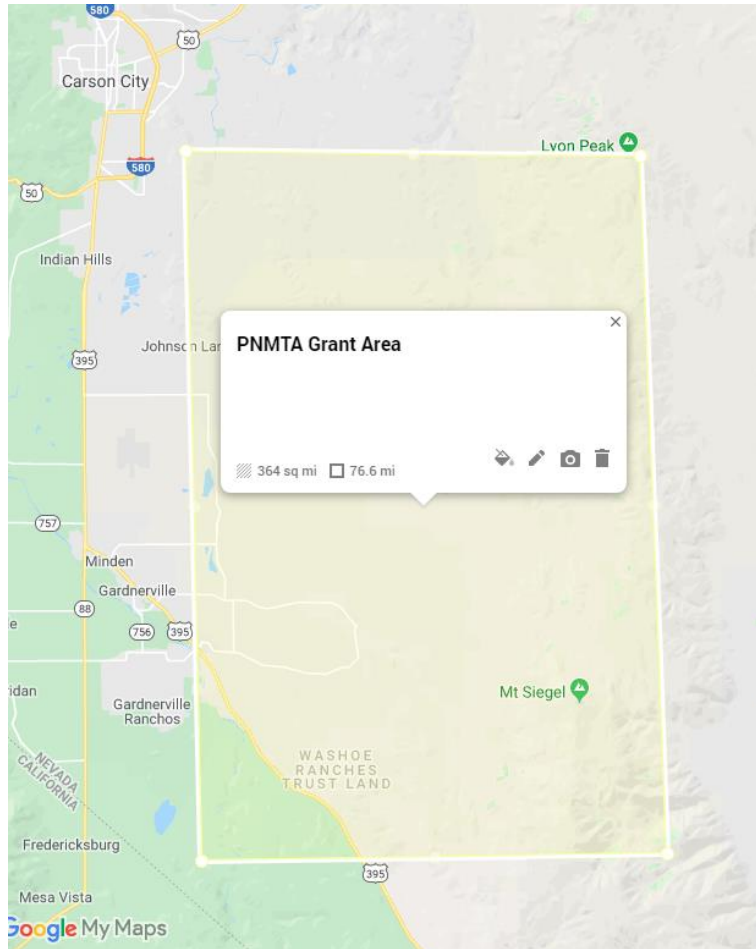 580
50
Carson City
Lyon Peak
580
50
Indian Hills
Johnson Lan
395
PNMTA Grant Area
364 sq mi
76.6 mi
757
Minden
Gardnerville
88
756
395
e
idan
Gardnerville
Ranchos
Mt Siegel
NEVADA
CALIFORNIA
WASHOE
RANCHES
TRUST LAND
Fredericksburg
395
Mesa Vista
Google My Maps